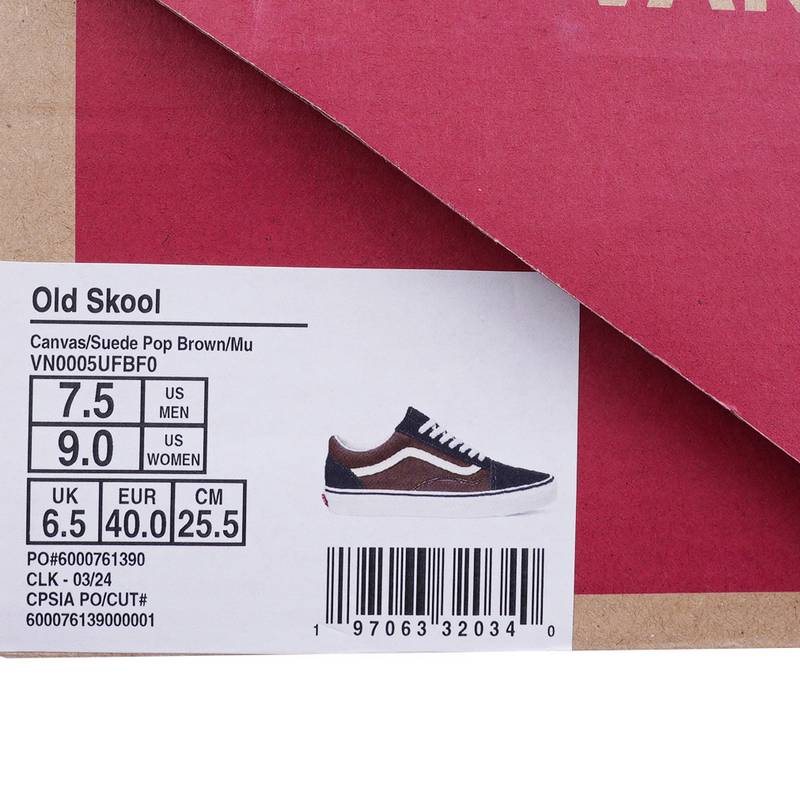 Old Skool
Canvas/Suede Pop Brown/Mu
VN0005UFBF0
7.5 US MEN
9.0 US WOMEN
UK EUR CM
6.5 40.0 25.5
PO#6000761390
CLK - 03/24
CPSIA PO/CUT#
600076139000001
1 97063 32034 0